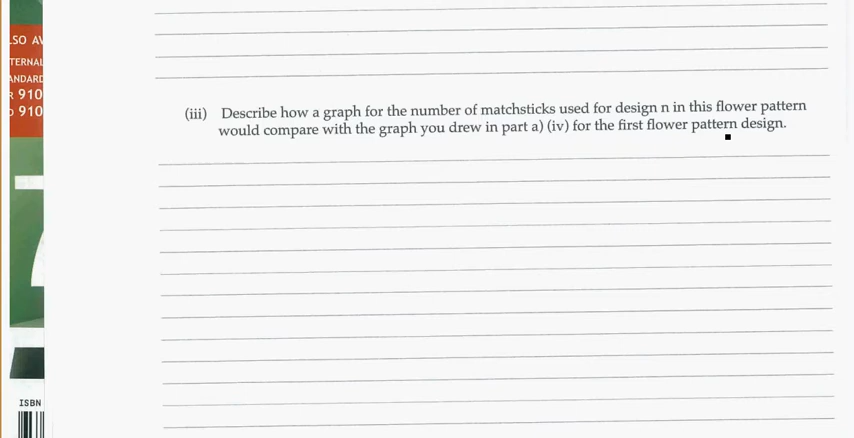 LSO AV
TERNAL
ANDARD
R 910
D 910
(iii) Describe how a graph for the number of matchsticks used for design n in this flower pattern
would compare with the graph you drew in part a) (iv) for the first flower pattern design.
ISBN